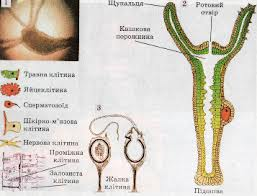 1
Щупальця
2
Ротовий
отвір
Кишкова
порожнина
Травна клітина
Яйцеклітина
Сперматозоїд
Шкірно-м'язова
клітина
Нервова клітина
Проміжна
клітина
Залозиста
клітина
3
Жалка
клітина
Підошва